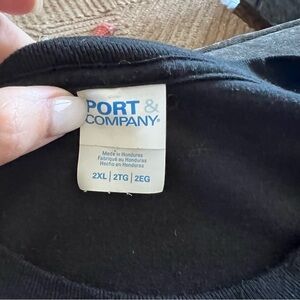 PORT &
COMPANY®
Made in Honduras
Fabriqué au Honduras
Hecho en Honduras
2XL | 2TG | 2EG